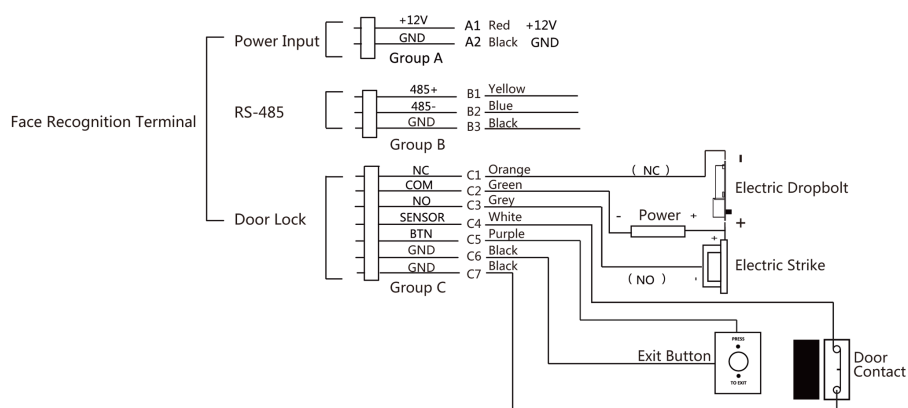 +12V A1 Red +12V
Power Input GND A2 Black GND
Group A
485+ B1 Yellow
RS-485 485- B2 Blue
Face Recognition Terminal GND B3 Black
Group B
NC C1 Orange ( NC ) -
COM C2 Green Electric Dropbolt
NO C3 Grey
Door Lock SENSOR C4 White - Power + +
BTN C5 Purple +
GND C6 Black Electric Strike
GND C7 Black ( NO ) -
Group C
PRESS
Exit Button
TO EXIT
Door
Contact